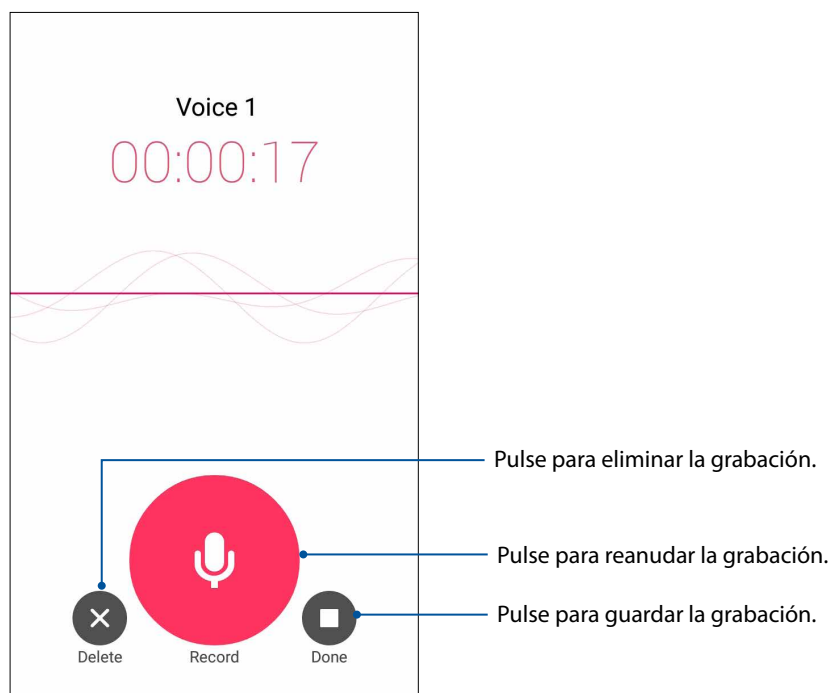 Voice 1
00:00:17
Pulse para eliminar la grabación.
Pulse para reanudar la grabación.
Pulse para guardar la grabación.
Delete
Record
Done